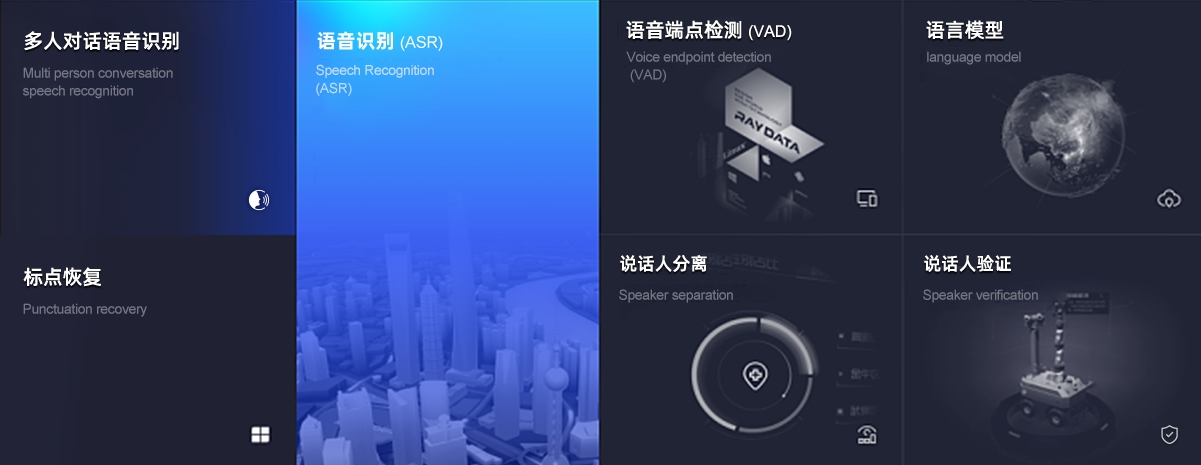 多人对话语音识别
Multi person conversation
speech recognition
语音识别 (ASR)
Speech Recognition
(ASR)
语音端点检测 (VAD)
Voice endpoint detection
(VAD)
RAYDATA
Linux
语言模型
language model
标点恢复
Punctuation recovery
说话人分离
Speaker separation
说话人验证
Speaker verification